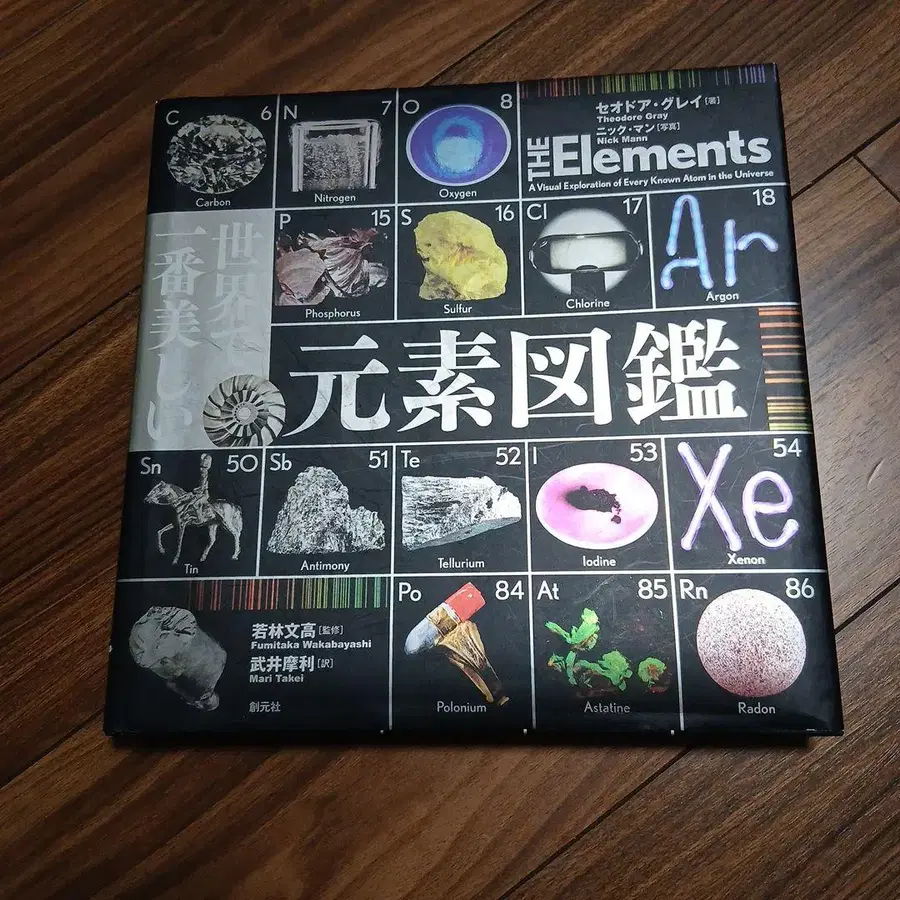 C 6
Carbon
N 7
Nitrogen
O 8
Oxygen
セオドア・グレイ[著]
Theodore Gray
ニック・マン[写真]
Nick Mann
THE Elements
A Visual Exploration of Every Known Atom in the Universe
P 15
Phosphorus
S 16
Sulfur
Cl 17
Chlorine
18
Ar
Argon
世界で
一番美しい
元素図鑑
Sn 50
Tin
Sb 51
Antimony
Te 52
Tellurium
I 53
Iodine
54
Xe
Xenon
若林文高[監修]
Fumitaka Wakabayashi
武井摩利[訳]
Mari Takei
創元社
Po 84
Polonium
At 85
Astatine
Rn 86
Radon